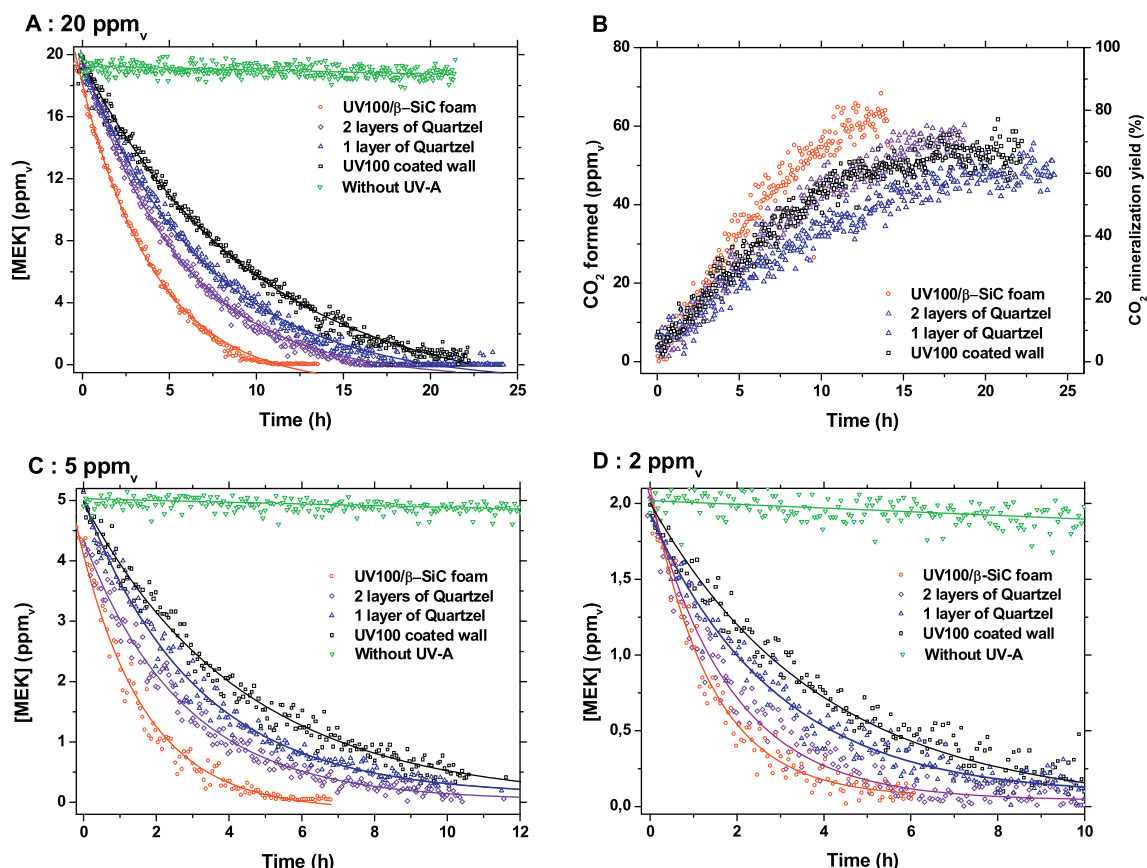 A : 20 ppmv
20
16
12
8
4
0
[MEK] (ppmv)
UV100/β–SiC foam
2 layers of Quartzel
1 layer of Quartzel
UV100 coated wall
Without UV-A
0 5 10 15 20 25
Time (h)
B
80
60
40
20
0
CO2 formed (ppmv)
100
80
60
40
20
0
CO2 mineralization yield (%)
UV100/β–SiC foam
2 layers of Quartzel
1 layer of Quartzel
UV100 coated wall
0 5 10 15 20 25
Time (h)
C : 5 ppmv
5
4
3
2
1
0
[MEK] (ppmv)
UV100/β–SiC foam
2 layers of Quartzel
1 layer of Quartzel
UV100 coated wall
Without UV-A
0 2 4 6 8 10 12
Time (h)
D : 2 ppmv
2,0
1,5
1,0
0,5
0,0
[MEK] (ppmv)
UV100/β-SiC foam
2 layers of Quartzel
1 layer of Quartzel
UV100 coated wall
Without UV-A
0 2 4 6 8 10
Time (h)